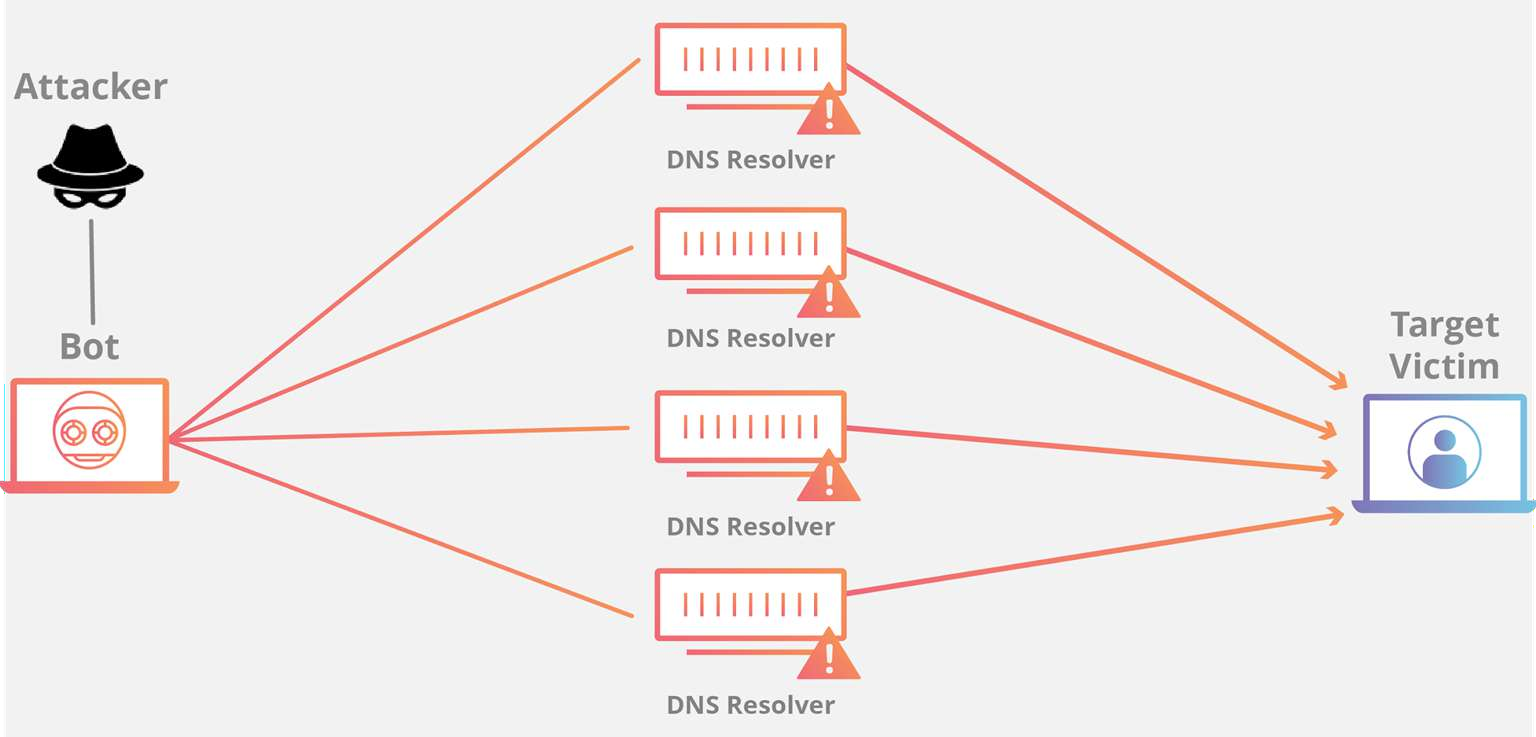 Attacker
Bot
DNS Resolver
DNS Resolver
DNS Resolver
DNS Resolver
Target
Victim